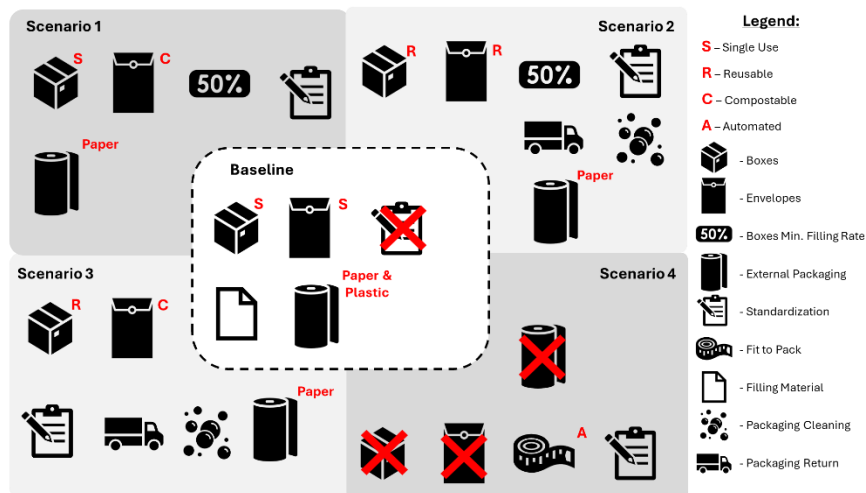 Scenario 1
S
C
50%
Paper
Scenario 2
R
R
50%
Paper
Baseline
S
S
Paper &
Plastic
Scenario 3
R
C
Paper
Scenario 4
A
Legend:
S – Single Use
R – Reusable
C – Compostable
A – Automated
- Boxes
- Envelopes
50% - Boxes Min. Filling Rate
- External Packaging
- Standardization
- Fit to Pack
- Filling Material
- Packaging Cleaning
- Packaging Return